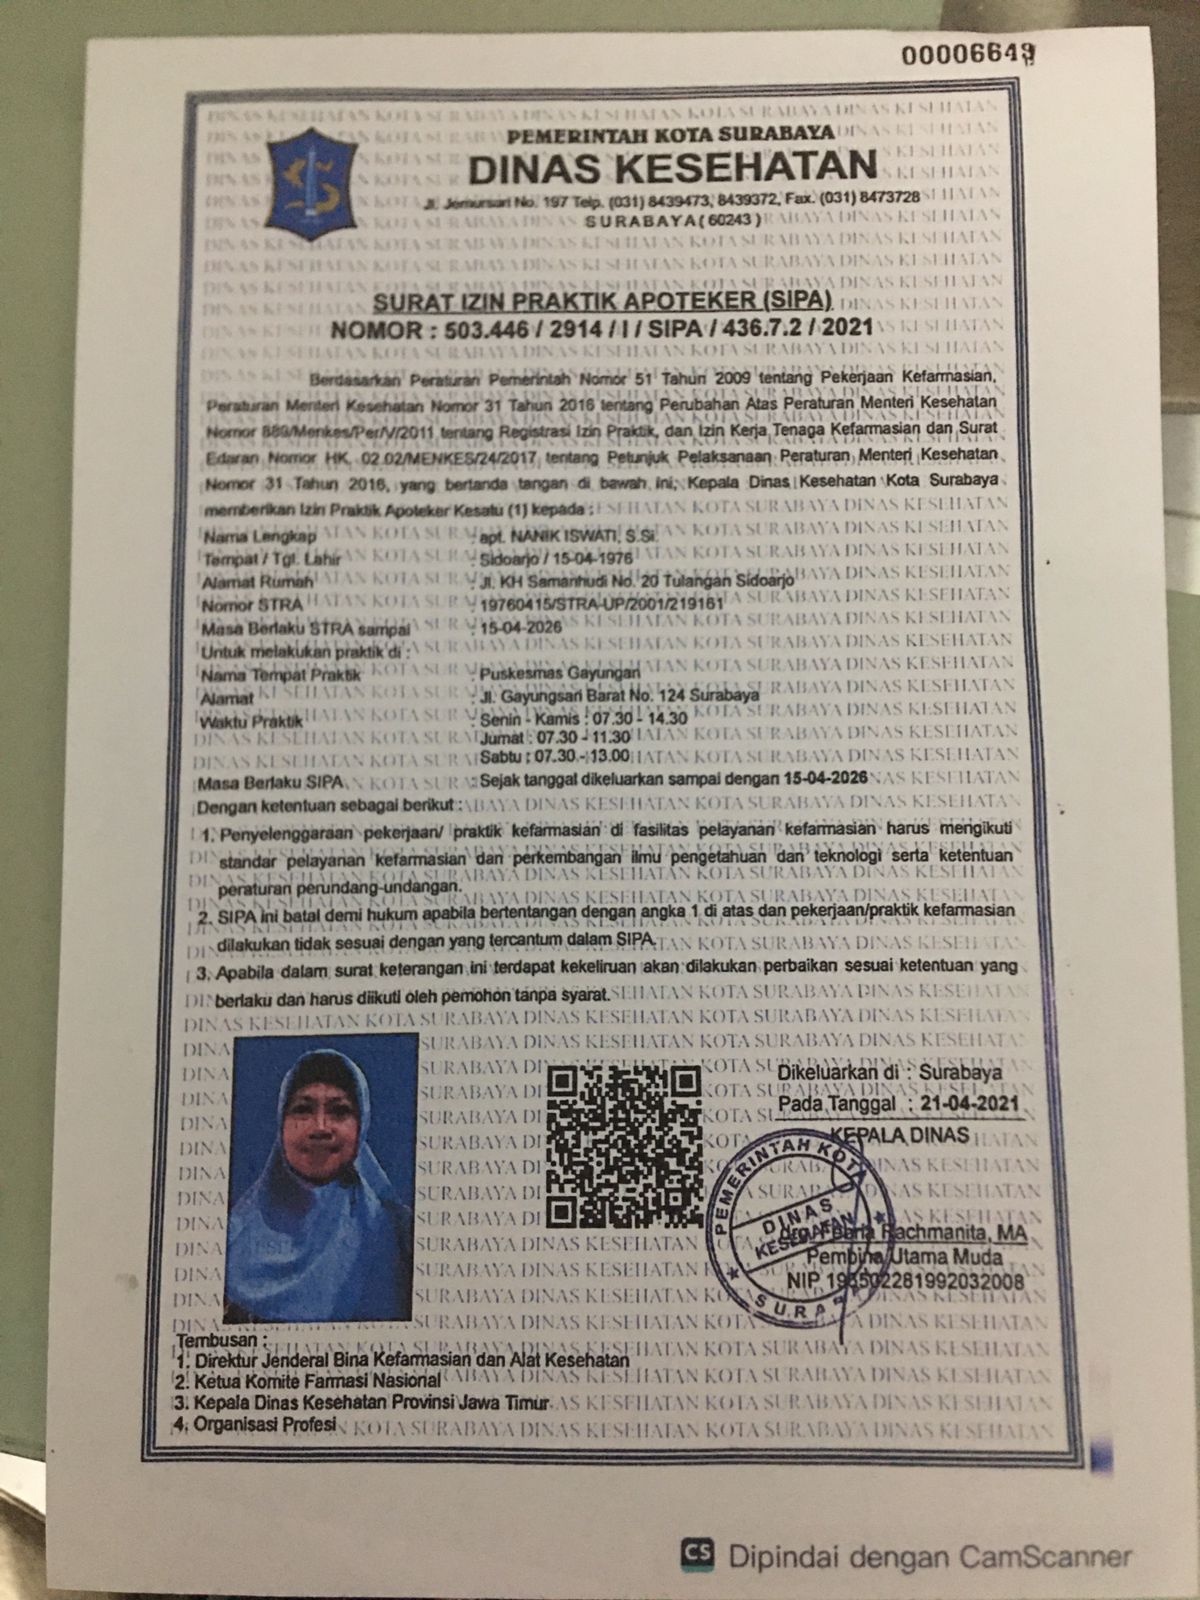 00006649
PEMERINTAH KOTA SURABAYA
DINAS KESEHATAN
Jl. Jemursari No. 197 Telp. (031) 8439473, 8439372, Fax. (031) 8473728
SURABAYA ( 60243 )
SURAT IZIN PRAKTIK APOTEKER (SIPA)
NOMOR : 503.446 / 2914 / I / SIPA / 436.7.2 / 2021
Berdasarkan Peraturan Pemerintah Nomor 51 Tahun 2009 tentang Pekerjaan Kefarmasian,
Peraturan Menteri Kesehatan Nomor 31 Tahun 2016 tentang Perubahan Atas Peraturan Menteri Kesehatan
Nomor 889/Menkes/Per/V/2011 tentang Registrasi Izin Praktik, dan Izin Kerja Tenaga Kefarmasian dan Surat
Edaran Nomor HK. 02.02/MENKES/24/2017 tentang Petunjuk Pelaksanaan Peraturan Menteri Kesehatan
Nomor 31 Tahun 2016, yang bertanda tangan di bawah ini, Kepala Dinas Kesehatan Kota Surabaya
memberikan Izin Praktik Apoteker Kesatu (1) kepada :
Nama Lengkap : apt. NANIK ISWATI, S.Si.
Tempat / Tgl. Lahir : Sidoarjo / 15-04-1976
Alamat Rumah : Jl. KH Samanhudi No. 20 Tulangan Sidoarjo
Nomor STRA : 19760415/STRA-UP/2001/219161
Masa Berlaku STRA sampai : 15-04-2026
Untuk melakukan praktik di :
Nama Tempat Praktik : Puskesmas Gayungan
Alamat : Jl. Gayungsari Barat No. 124 Surabaya
Waktu Praktik : Senin - Kamis : 07.30 - 14.30
Jumat : 07.30 - 11.30
Sabtu : 07.30 - 13.00
Masa Berlaku SIPA : Sejak tanggal dikeluarkan sampai dengan 15-04-2026
Dengan ketentuan sebagai berikut :
1. Penyelenggaraan pekerjaan/ praktik kefarmasian di fasilitas pelayanan kefarmasian harus mengikuti
standar pelayanan kefarmasian dan perkembangan ilmu pengetahuan dan teknologi serta ketentuan
peraturan perundang-undangan.
2. SIPA ini batal demi hukum apabila bertentangan dengan angka 1 di atas dan pekerjaan/praktik kefarmasian
dilakukan tidak sesuai dengan yang tercantum dalam SIPA.
3. Apabila dalam surat keterangan ini terdapat kekeliruan akan dilakukan perbaikan sesuai ketentuan yang
berlaku dan harus diikuti oleh pemohon tanpa syarat.
Dikeluarkan di : Surabaya
Pada Tanggal : 21-04-2021
KEPALA DINAS
PEMERINTAH KOTA
DINAS
KESEHATAN
SURABAYA
drg. Febria Rachmanita, MA
Pembina Utama Muda
NIP 196502281992032008
Tembusan :
1. Direktur Jenderal Bina Kefarmasian dan Alat Kesehatan
2. Ketua Komite Farmasi Nasional
3. Kepala Dinas Kesehatan Provinsi Jawa Timur
4. Organisasi Profesi
CS Dipindai dengan CamScanner